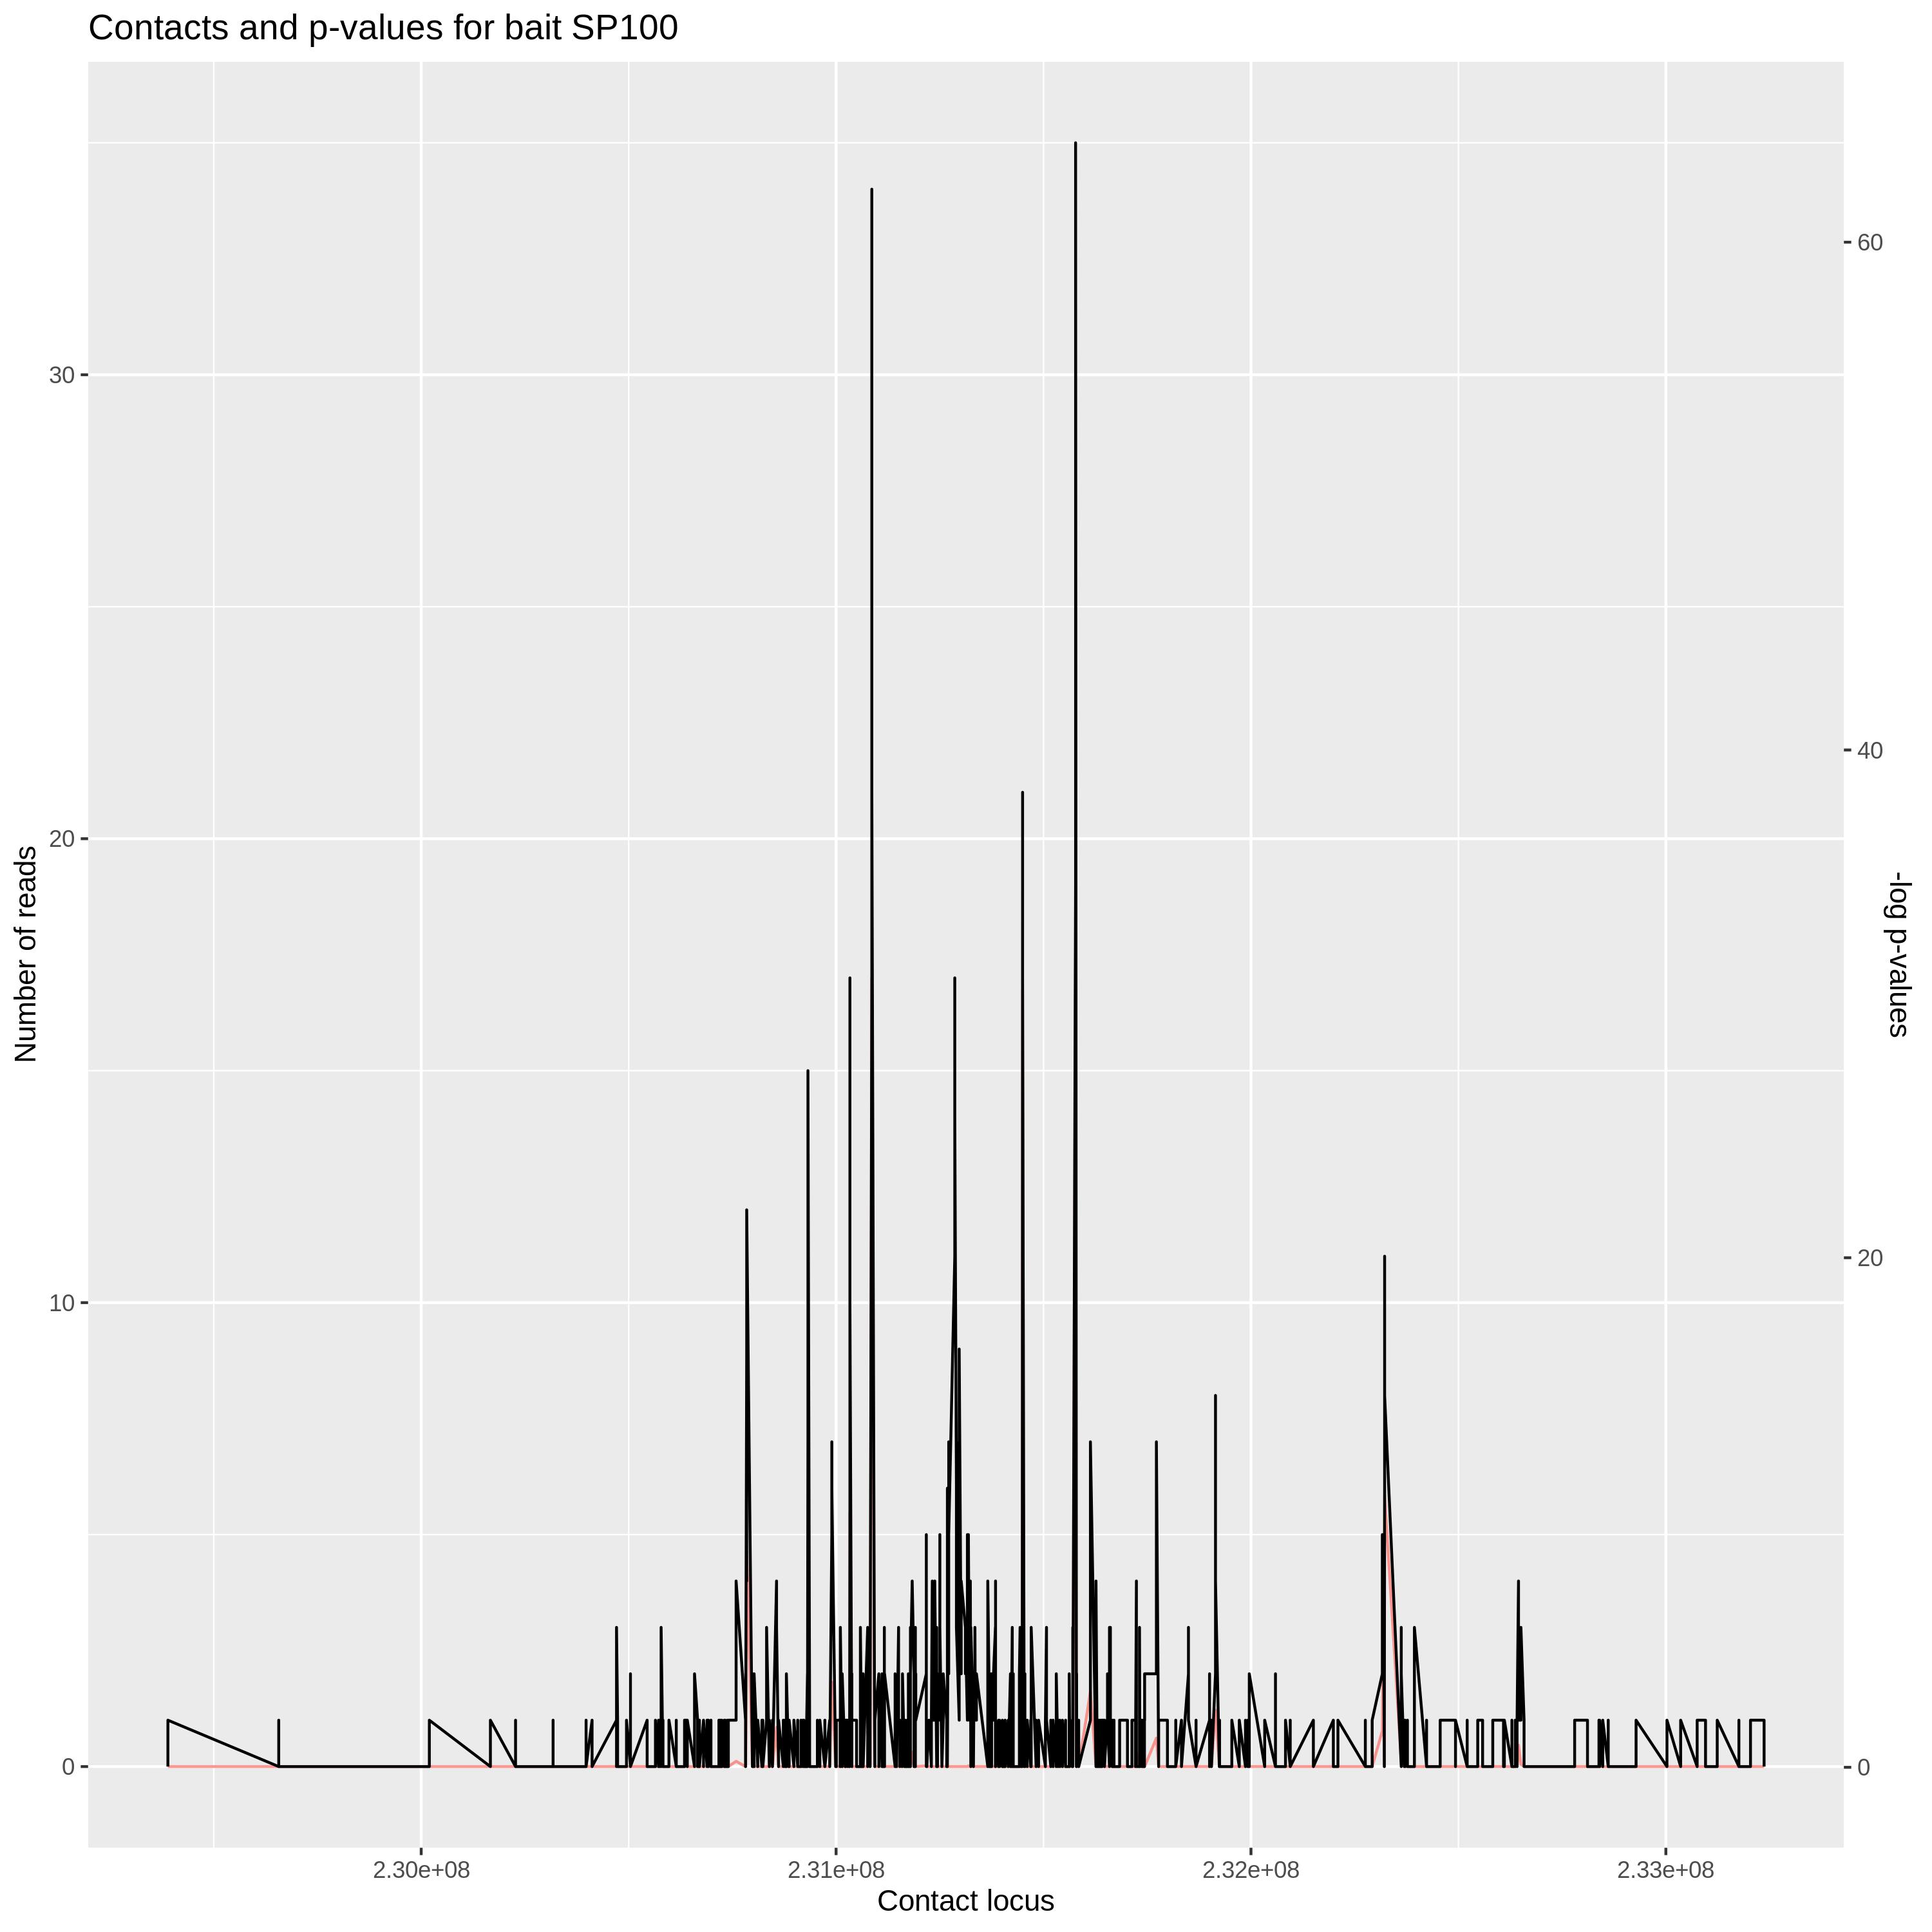 Contacts and p-values for bait SP100
30
20
10
0
Number of reads
60
40
20
0
-log p-values
2.30e+08 2.31e+08 2.32e+08 2.33e+08
Contact locus